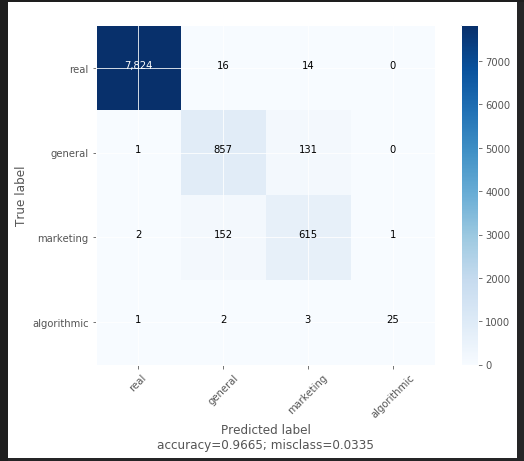 real 7,824 16 14 0 7000
6000
general 1 857 131 0 5000
True label
4000
3000
marketing 2 152 615 1
2000
1000
algorithmic 1 2 3 25
0
real general marketing algorithmic
Predicted label
accuracy=0.9665; misclass=0.0335